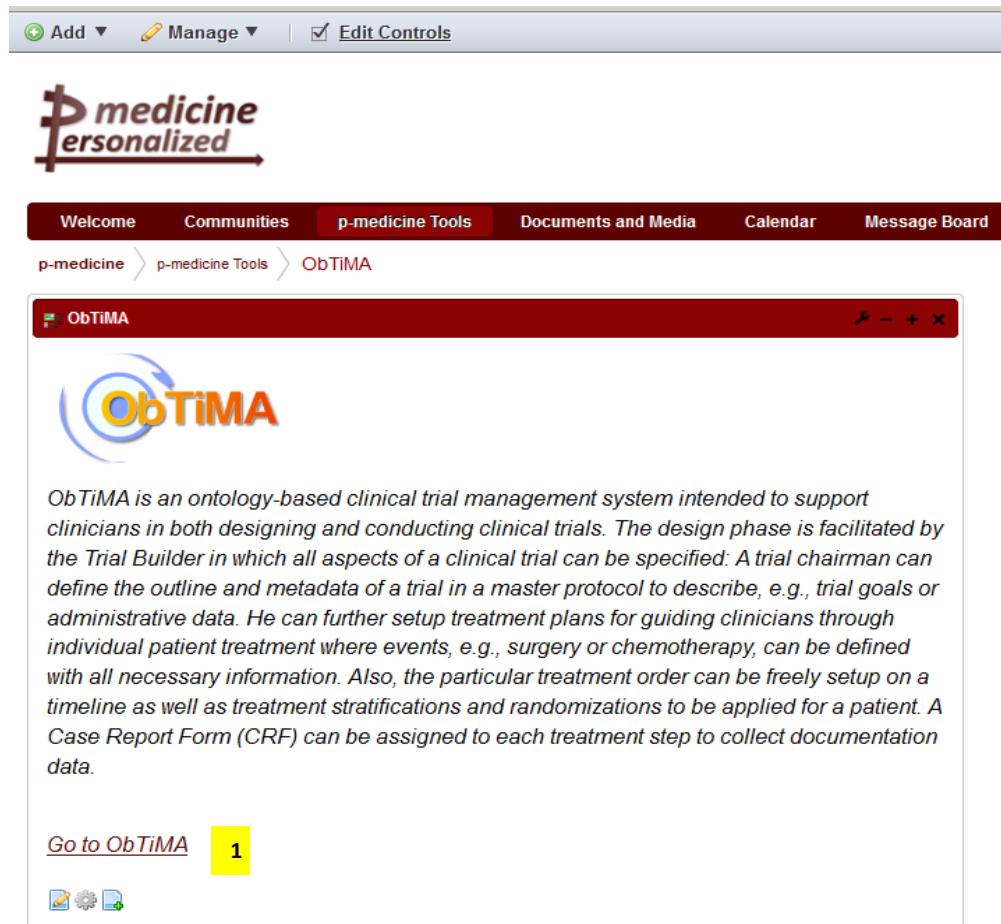 Add Manage Edit Controls
p medicine
personalized
Welcome Communities p-medicine Tools Documents and Media Calendar Message Board
p-medicine p-medicine Tools ObTiMA
ObTiMA
ObTiMA
ObTiMA is an ontology-based clinical trial management system intended to support
clinicians in both designing and conducting clinical trials. The design phase is facilitated by
the Trial Builder in which all aspects of a clinical trial can be specified: A trial chairman can
define the outline and metadata of a trial in a master protocol to describe, e.g., trial goals or
administrative data. He can further setup treatment plans for guiding clinicians through
individual patient treatment where events, e.g., surgery or chemotherapy, can be defined
with all necessary information. Also, the particular treatment order can be freely setup on a
timeline as well as treatment stratifications and randomizations to be applied for a patient. A
Case Report Form (CRF) can be assigned to each treatment step to collect documentation
data.
Go to ObTiMA 1